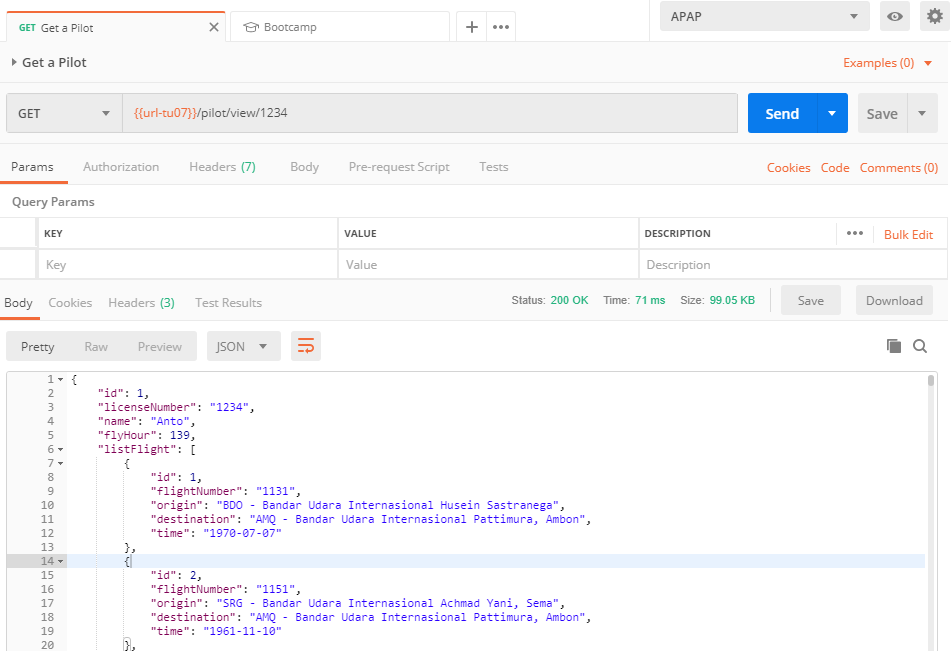 GET Get a Pilot
Bootcamp
APAP
Get a Pilot
Examples (0)
GET
{{url-tu07}}/pilot/view/1234
Send
Save
Params
Authorization
Headers (7)
Body
Pre-request Script
Tests
Cookies
Code
Comments (0)
Query Params
KEY
VALUE
DESCRIPTION
Bulk Edit
Key
Value
Description
Body
Cookies
Headers (3)
Test Results
Status: 200 OK
Time: 71 ms
Size: 99.05 KB
Save
Download
Pretty
Raw
Preview
JSON
1 {
2 "id": 1,
3 "licenseNumber": "1234",
4 "name": "Anto",
5 "flyHour": 139,
6 "listFlight": [
7 {
8 "id": 1,
9 "flightNumber": "1131",
10 "origin": "BDO - Bandar Udara Internasional Husein Sastranega",
11 "destination": "AMQ - Bandar Udara Internasional Pattimura, Ambon",
12 "time": "1970-07-07"
13 },
14 {
15 "id": 2,
16 "flightNumber": "1151",
17 "origin": "SRG - Bandar Udara Internasional Achmad Yani, Sema",
18 "destination": "AMQ - Bandar Udara Internasional Pattimura, Ambon",
19 "time": "1961-11-10"
20 },